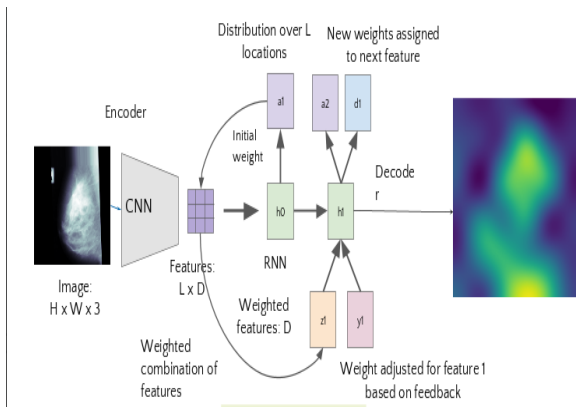 Distribution over L
locations
New weights assigned
to next feature
Encoder
a1
a2
d1
Initial
weight
Decode
r
CNN
h0
h1
Features:
L x D
RNN
Image:
H x W x 3
Weighted
features: D
z1
y1
Weighted
combination of
features
Weight adjusted for feature 1
based on feedback